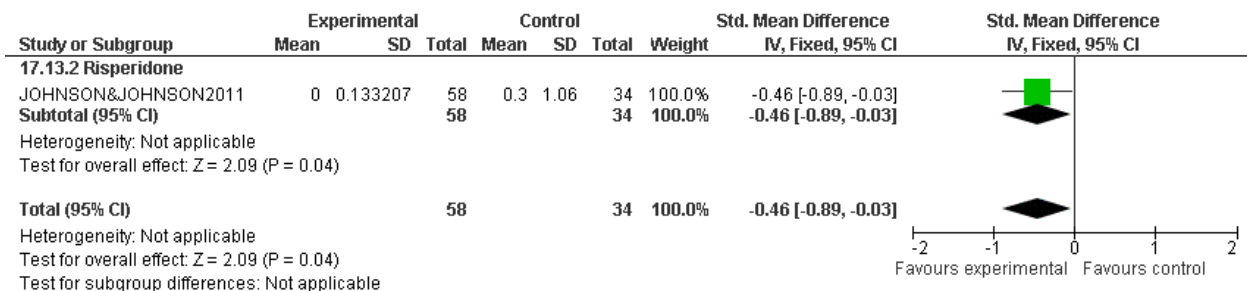 Experimental Control Std. Mean Difference Std. Mean Difference
Study or Subgroup Mean SD Total Mean SD Total Weight IV, Fixed, 95% CI IV, Fixed, 95% CI
17.13.2 Risperidone
JOHNSON&JOHNSON2011 0 0.133207 58 0.3 1.06 34 100.0% -0.46 [-0.89, -0.03]
Subtotal (95% CI) 58 34 100.0% -0.46 [-0.89, -0.03]
Heterogeneity: Not applicable
Test for overall effect: Z = 2.09 (P = 0.04)
Total (95% CI) 58 34 100.0% -0.46 [-0.89, -0.03]
Heterogeneity: Not applicable
Test for overall effect: Z = 2.09 (P = 0.04)
Test for subgroup differences: Not applicable
-2 -1 0 1 2
Favours experimental Favours control